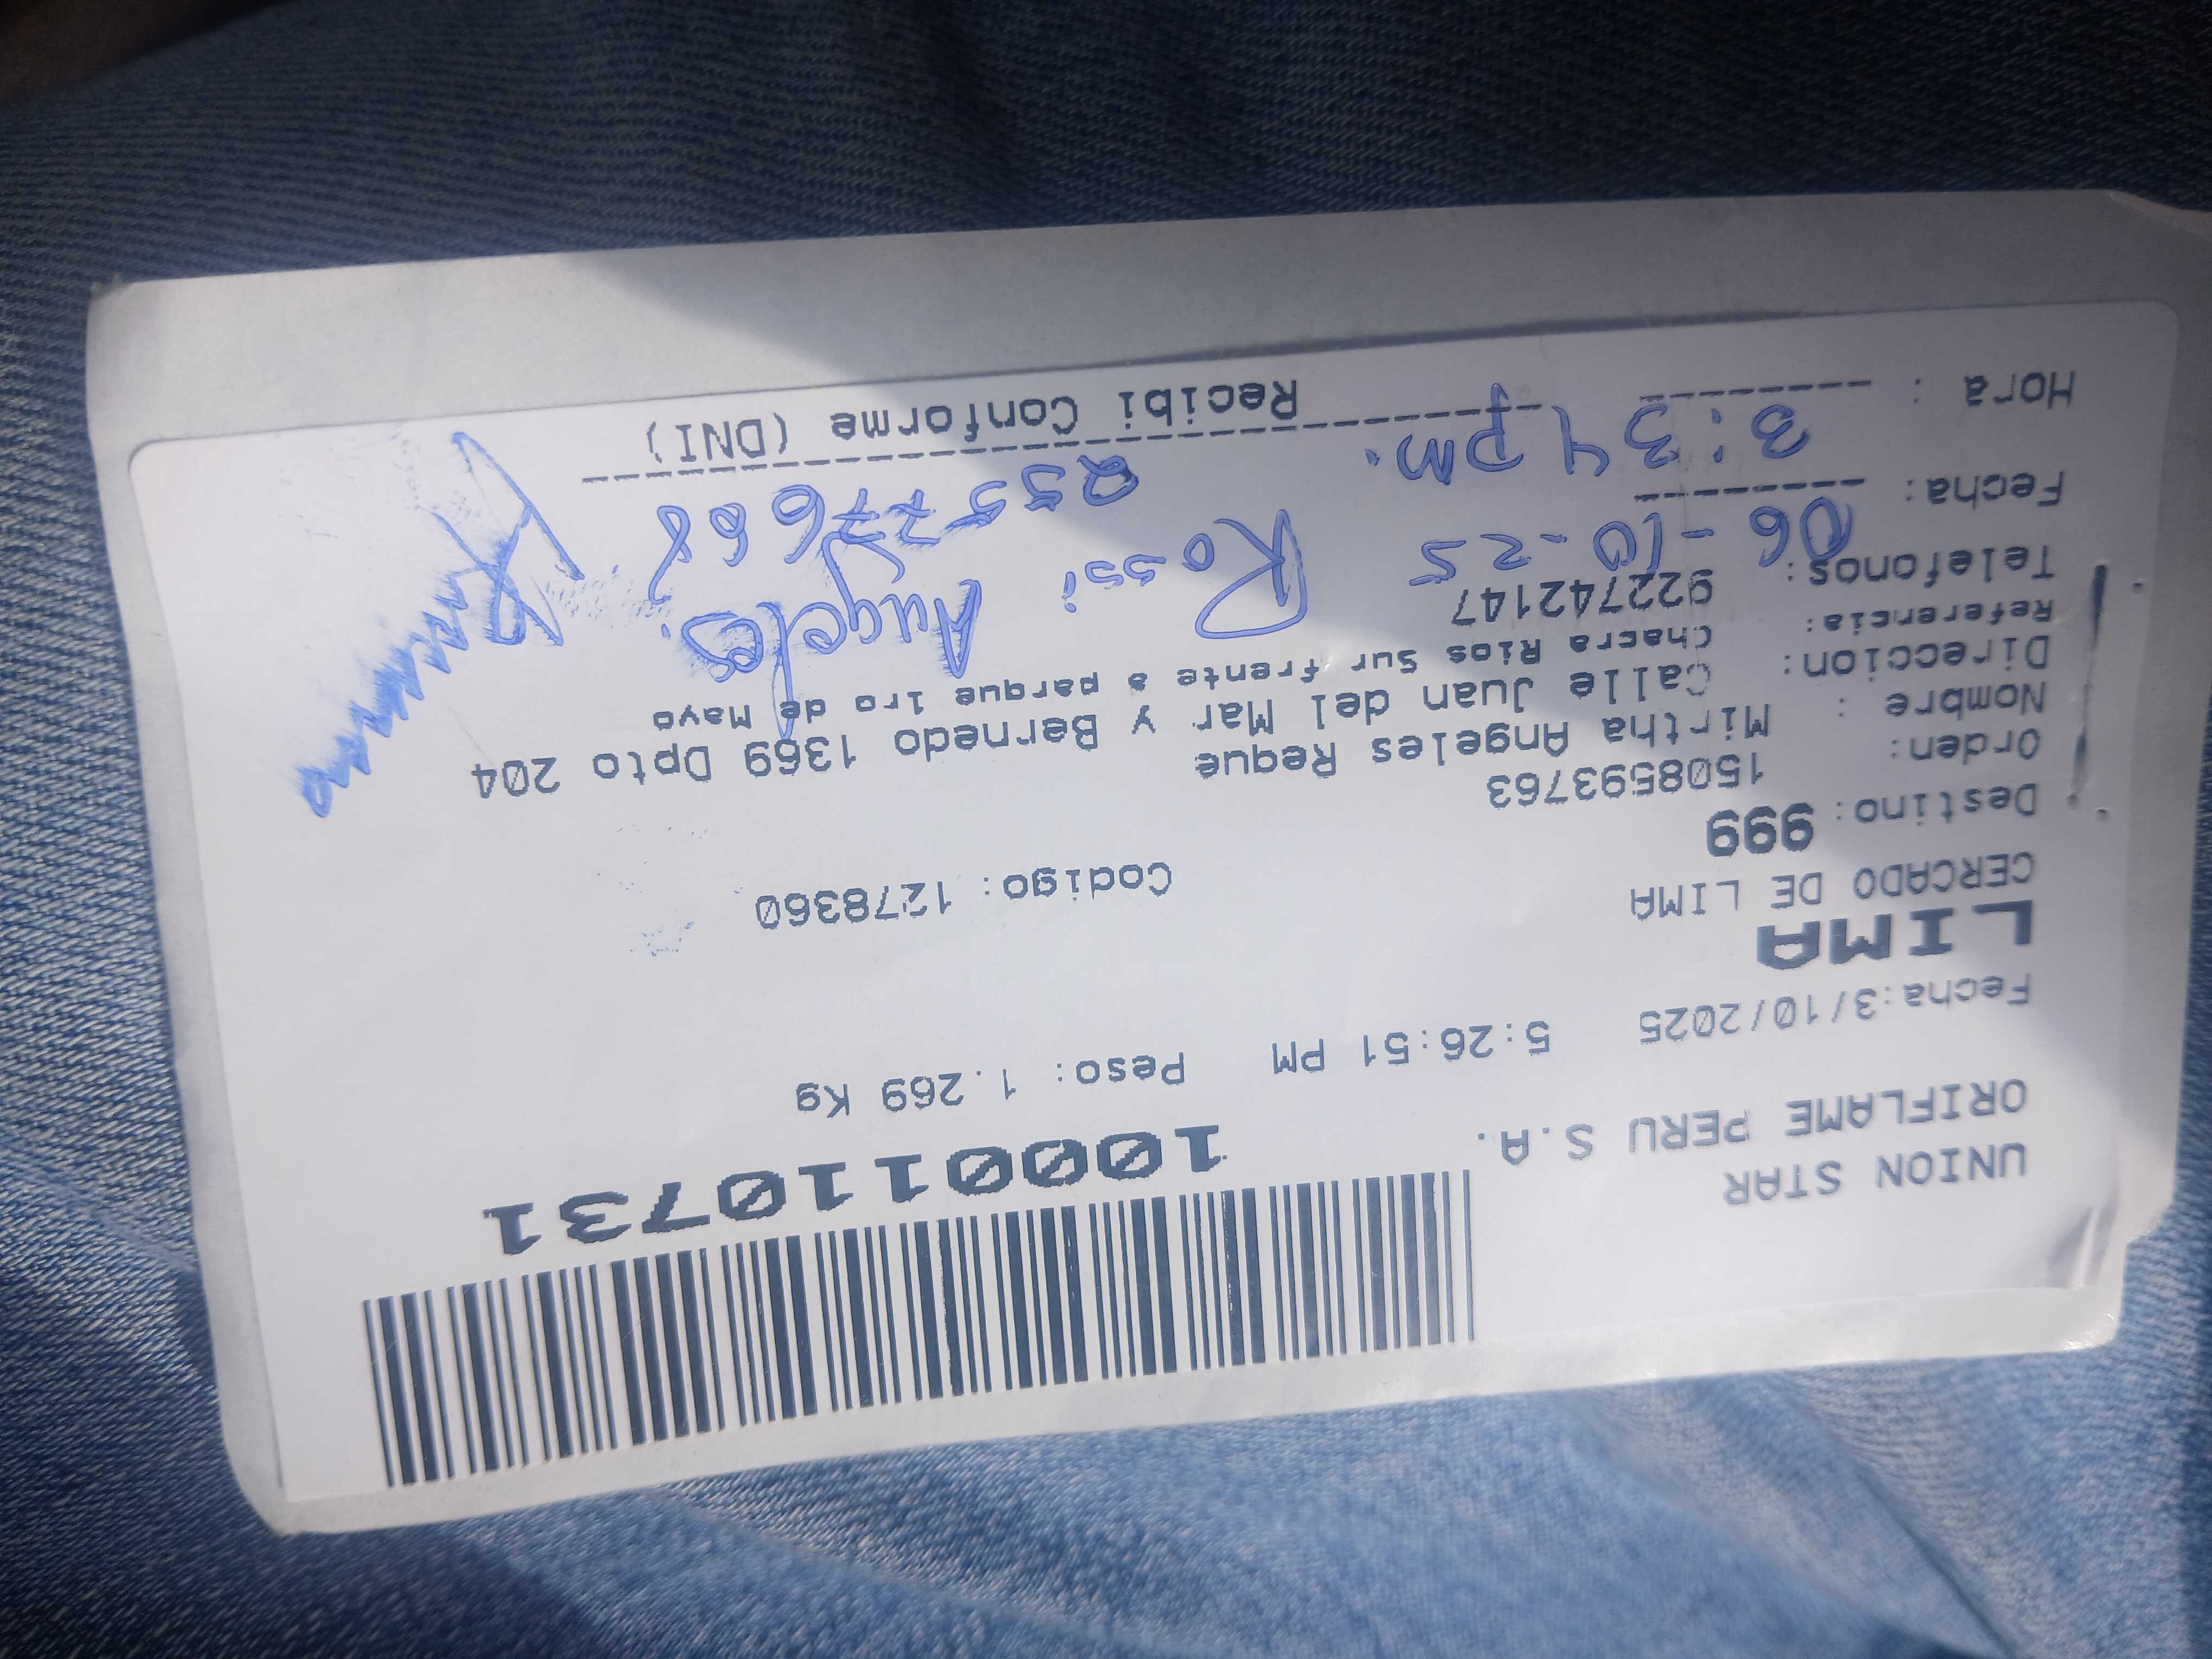 UNION STAR
ORIFLAME PERU S.A.
1000110731
Fecha:3/10/2025 5:26:51 PM Peso: 1.269 Kg
LIMA
CERCADO DE LIMA Codigo: 1278360
Destino: 999
Orden: 1508593763
Nombre : Mirtha Angeles Reque
Direccion: Calle Juan del Mar y Bernedo 1369 Dpto 204
Referencia: Chacra Rios Sur frente a parque 1ro de Mayo
Telefonos: 922742147
Rossi Angeles.
Fecha: 06-10-25
25577668
Hora : 3:34 pm.
Recibi Conforme (DNI)